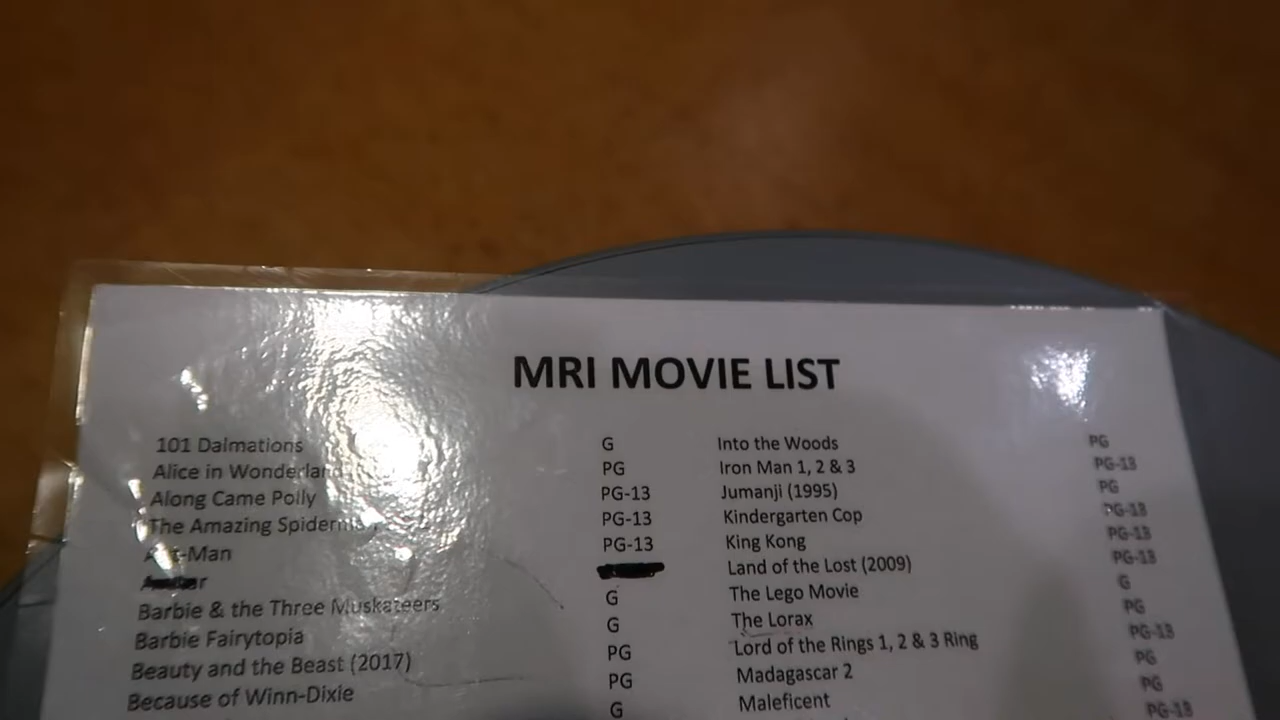 MRI MOVIE LIST
101 Dalmations G Into the Woods PG
Alice in Wonderland PG Iron Man 1, 2 & 3 PG-13
Along Came Polly PG-13 Jumanji (1995) PG
The Amazing PG-13 Kindergarten Cop PG-13
Ant-Man PG-13 King Kong PG-13
Land of the Lost (2009) PG-13
Barbie & the Three Musketeers G The Lego Movie G
Barbie Fairytopia G The Lorax PG
Beauty and the Beast (2017) PG Lord of the Rings 1, 2 & 3 Ring PG-13
Because of Winn-Dixie PG Madagascar 2 PG
G Maleficent PG
PG-13